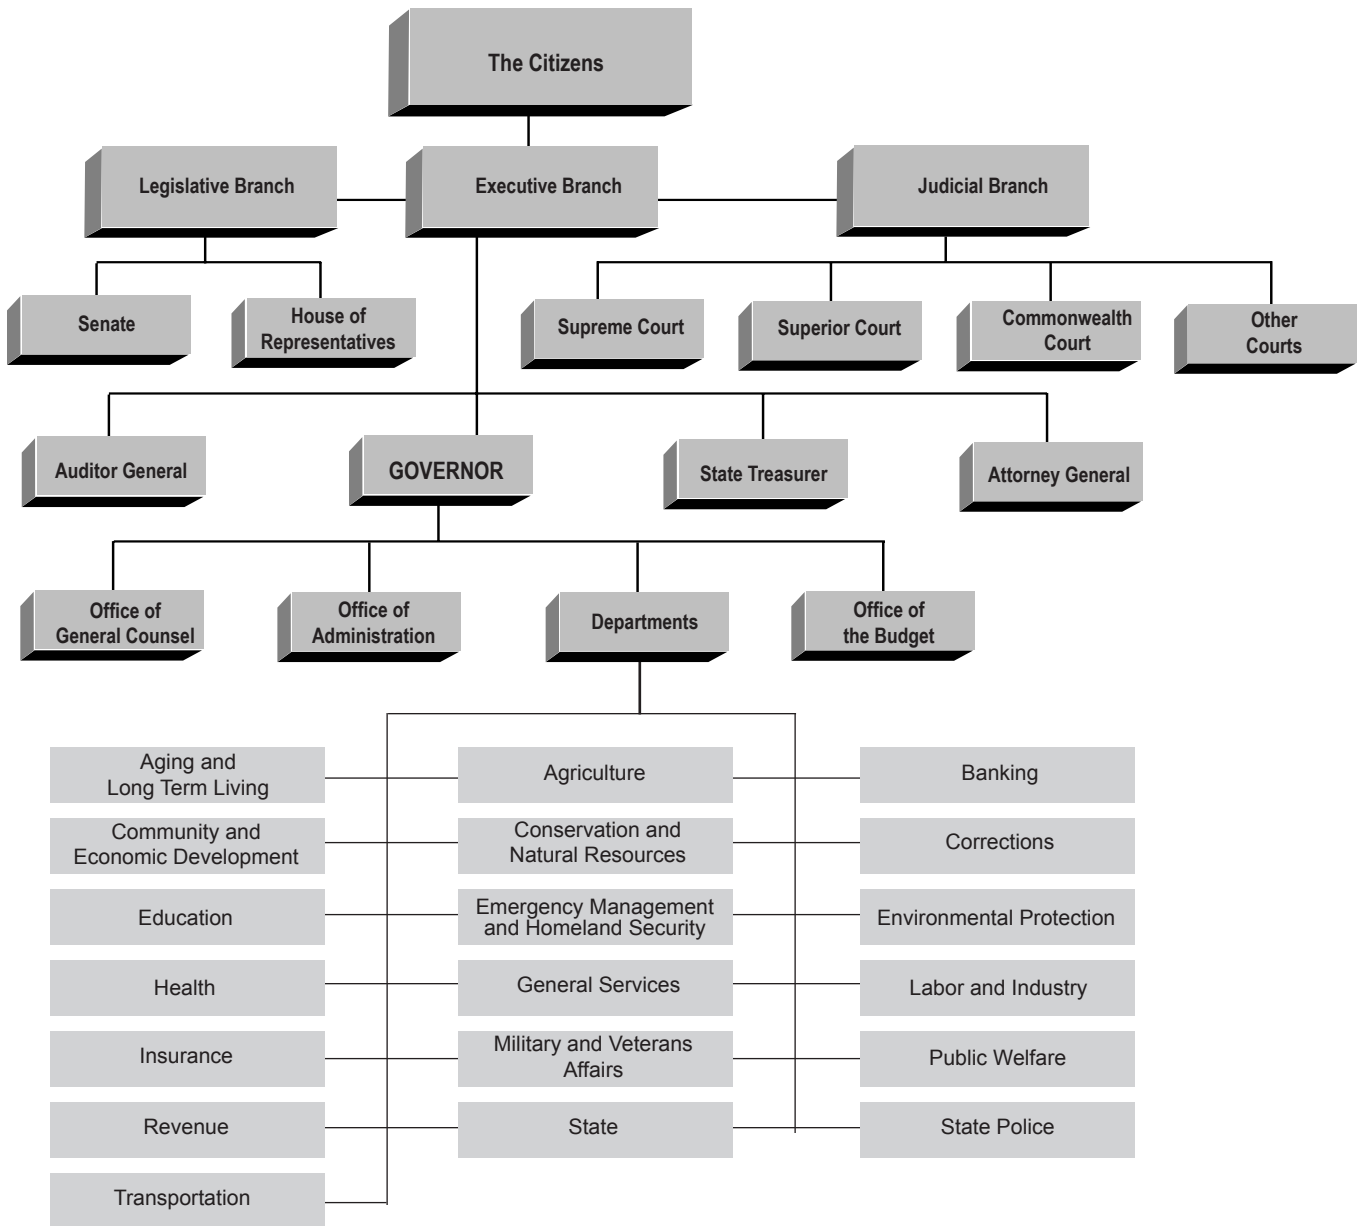 The Citizens
Legislative Branch
Executive Branch
Judicial Branch
Senate
House of
Representatives
Supreme Court
Superior Court
Commonwealth
Court
Other
Courts
Auditor General
GOVERNOR
State Treasurer
Attorney General
Office of
General Counsel
Office of
Administration
Departments
Office of
the Budget
Aging and
Long Term Living
Agriculture
Banking
Community and
Economic Development
Conservation and
Natural Resources
Corrections
Education
Emergency Management
and Homeland Security
Environmental Protection
Health
General Services
Labor and Industry
Insurance
Military and Veterans
Affairs
Public Welfare
Revenue
State
State Police
Transportation